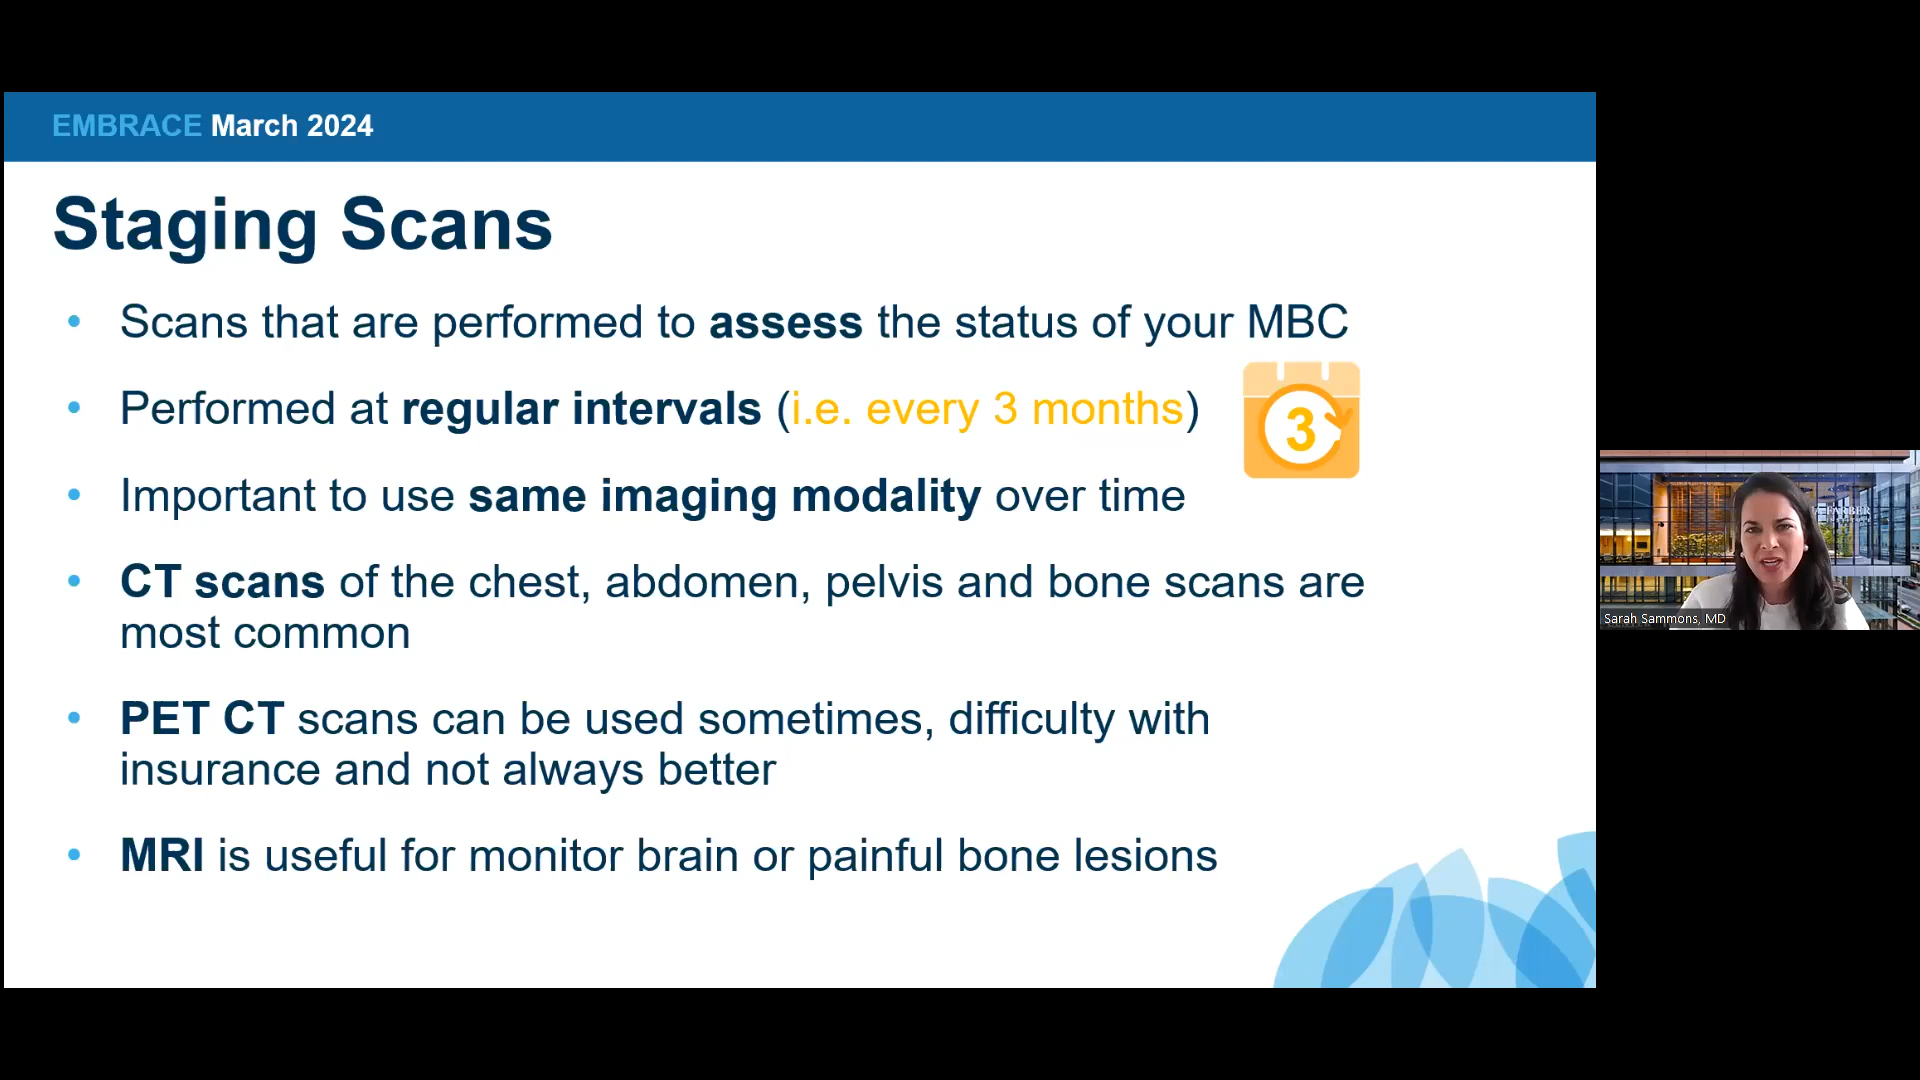 EMBRACE March 2024
Staging Scans
• Scans that are performed to assess the status of your MBC
• Performed at regular intervals (i.e. every 3 months)
3
• Important to use same imaging modality over time
• CT scans of the chest, abdomen, pelvis and bone scans are
most common
• PET CT scans can be used sometimes, difficulty with
insurance and not always better
• MRI is useful for monitor brain or painful bone lesions
FARBER
Sarah Sammons, MD